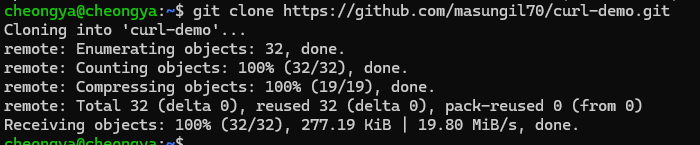 cheongya@cheongya:~$ git clone https://github.com/masungil70/curl-demo.git
Cloning into 'curl-demo'...
remote: Enumerating objects: 32, done.
remote: Counting objects: 100% (32/32), done.
remote: Compressing objects: 100% (19/19), done.
remote: Total 32 (delta 0), reused 32 (delta 0), pack-reused 0 (from 0)
Receiving objects: 100% (32/32), 277.19 KiB | 19.80 MiB/s, done.
cheongya@cheongya:~$